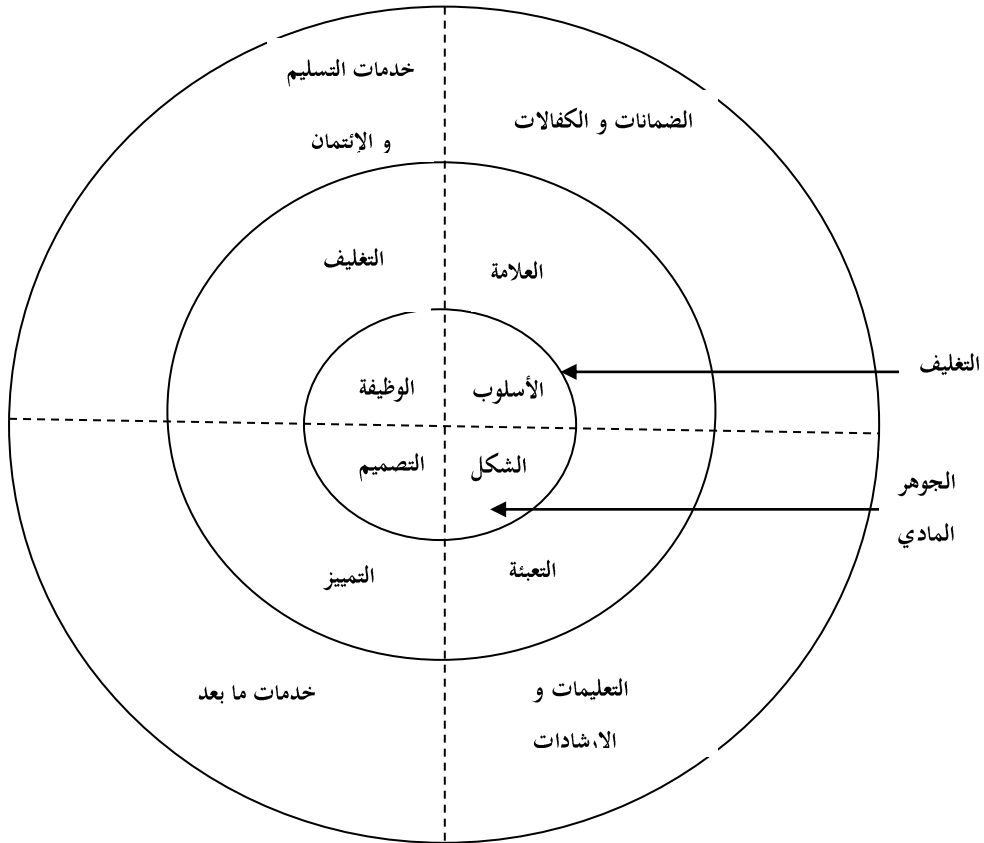 خدمات التسليم
و الإئتمان
الضمانات و الكفالات
التغليف
العلامة
التغليف
الوظيفة
الأسلوب
التصميم
الشكل
الجوهر
المادي
التمييز
التعبئة
خدمات ما بعد
التعليمات و
الارشادات